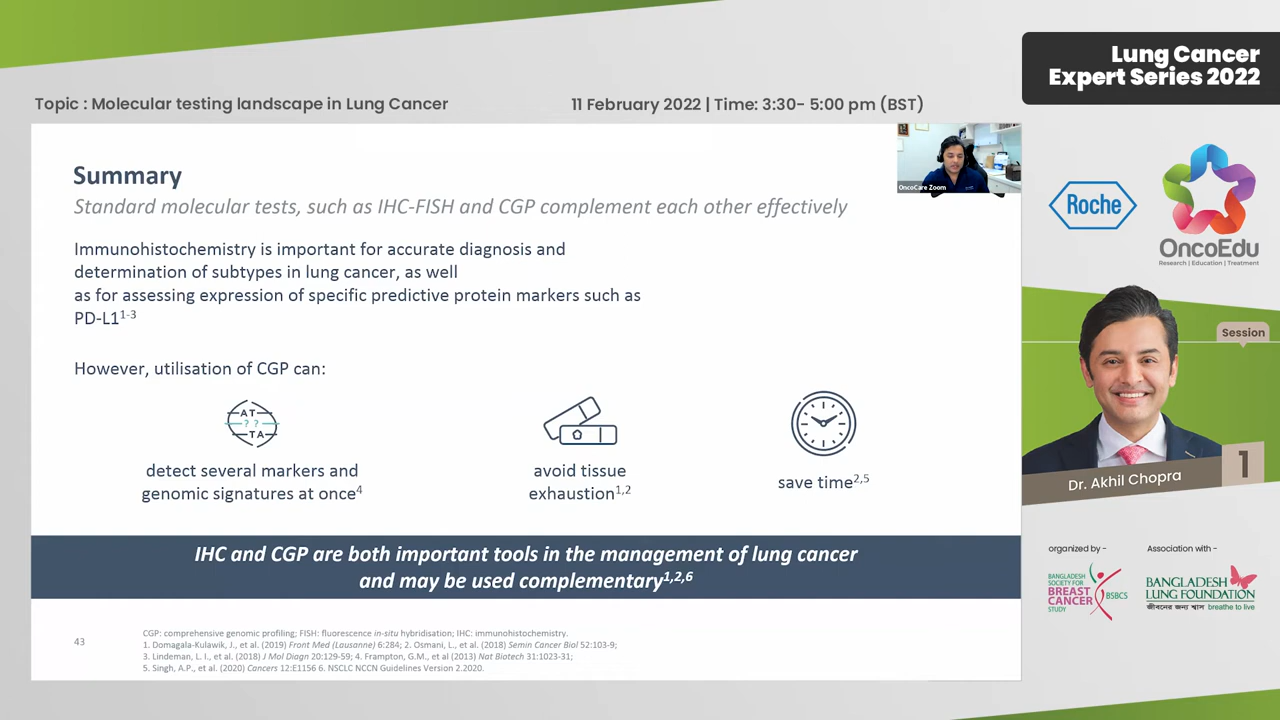 Lung Cancer
Expert Series 2022
Topic : Molecular testing landscape in Lung Cancer
11 February 2022 | Time: 3:30- 5:00 pm (BST)
OncoCare Zoom
Summary
Standard molecular tests, such as IHC-FISH and CGP complement each other effectively
Immunohistochemistry is important for accurate diagnosis and
determination of subtypes in lung cancer, as well
as for assessing expression of specific predictive protein markers such as
PD-L1¹⁻³
However, utilisation of CGP can:
AT
? ?
TA
detect several markers and
genomic signatures at once⁴
avoid tissue
exhaustion¹,²
save time²,⁵
IHC and CGP are both important tools in the management of lung cancer
and may be used complementary¹,²,⁶
43
CGP: comprehensive genomic profiling; FISH: fluorescence in-situ hybridisation; IHC: immunohistochemistry.
1. Domagala-Kulawik, J., et al. (2019) Front Med (Lausanne) 6:284; 2. Osmani, L., et al. (2018) Semin Cancer Biol 52:103-9;
3. Lindeman, L. I., et al. (2018) J Mol Diagn 20:129-59; 4. Frampton, G.M., et al (2013) Nat Biotech 31:1023-31;
5. Singh, A.P., et al. (2020) Cancers 12:E1156 6. NSCLC NCCN Guidelines Version 2.2020.
Roche
OncoEdu
Research | Education | Treatment
Session
1
Dr. Akhil Chopra
organized by -
Association with -
BANGLADESH
SOCIETY FOR
BREAST
CANCER
STUDY
BSBCS
BANGLADESH
LUNG FOUNDATION
জীবনের জন্য শ্বাস breathe to live